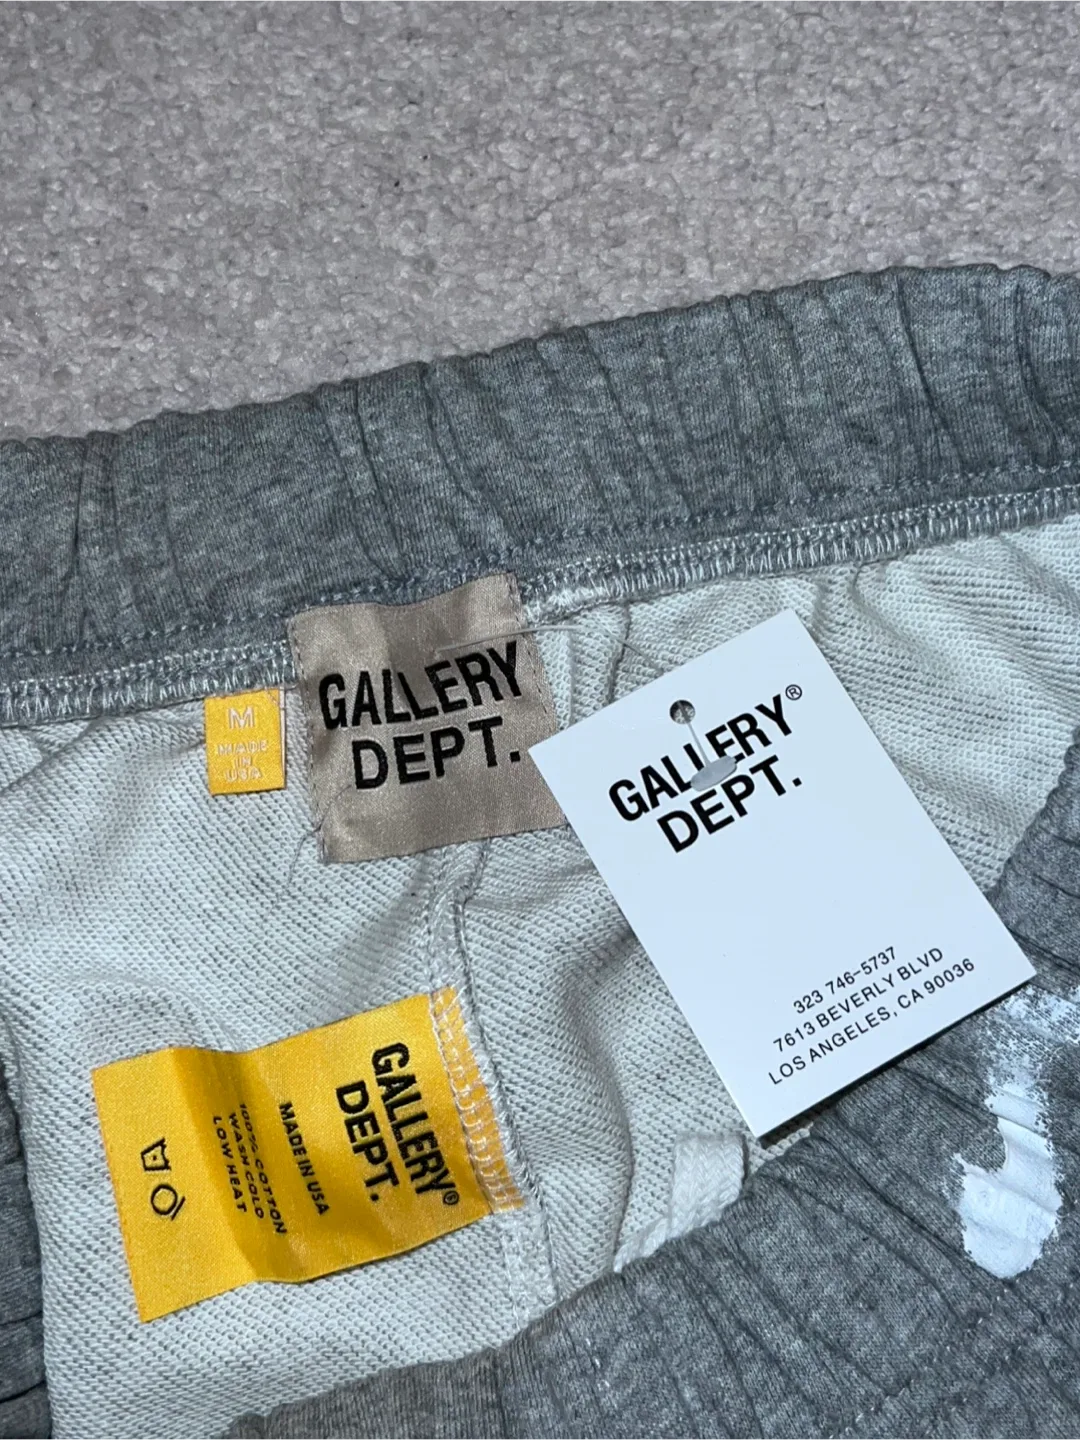 GALLERY
DEPT.
M
MADE
IN
USA
GALLERY®
DEPT.
323 746-5737
7613 BEVERLY BLVD
LOS ANGELES, CA 90036
GALLERY®
DEPT.
MADE IN USA
100% COTTON
WASH COLD
LOW HEAT